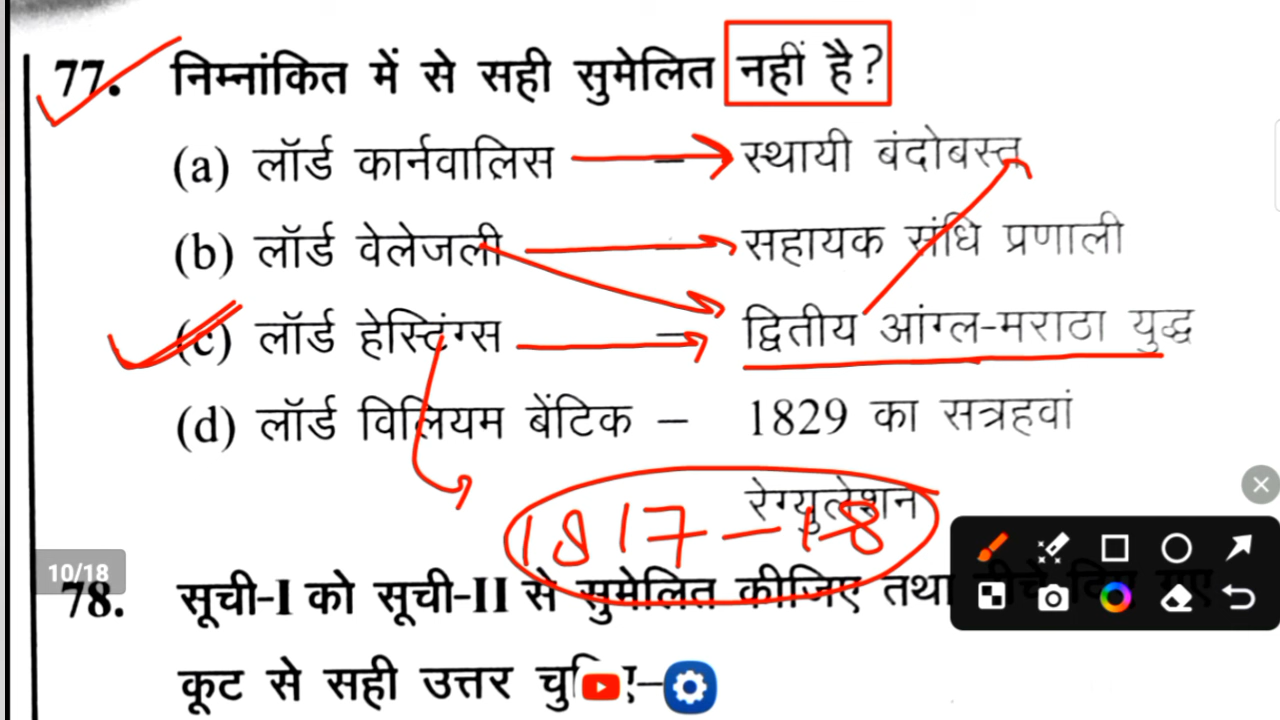 77. निम्नांकित में से सही सुमेलित नहीं है?
(a) लॉर्ड कार्नवालिस – स्थायी बंदोबस्त
(b) लॉर्ड वेलेजली – सहायक संधि प्रणाली
(c) लॉर्ड हेस्टिंग्स – द्वितीय आंग्ल-मराठा युद्ध
(d) लॉर्ड विलियम बेंटिक – 1829 का सत्रहवां
रेग्युलेशन
1817–18
10/18
78. सूची-I को सूची-II से सुमेलित कीजिए तथा नीचे दिए गए
कूट से सही उत्तर